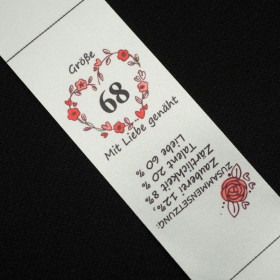 Größe
68
Mit Liebe genäht
ZUSAMMENSETZUNG:
Zauberei 12%,
Zärtlichkeit 8%,
Talent 20 %
Liebe 60 %